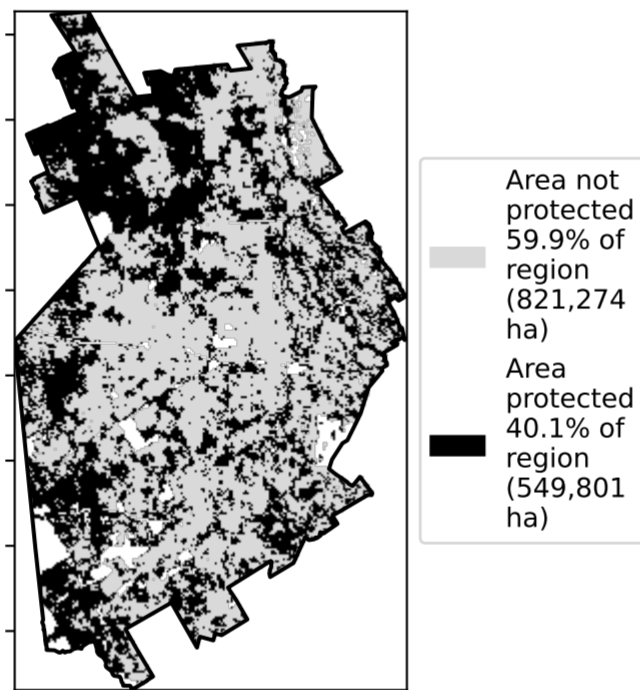 Area not
protected
59.9% of
region
(821,274
ha)
Area
protected
40.1% of
region
(549,801
ha)